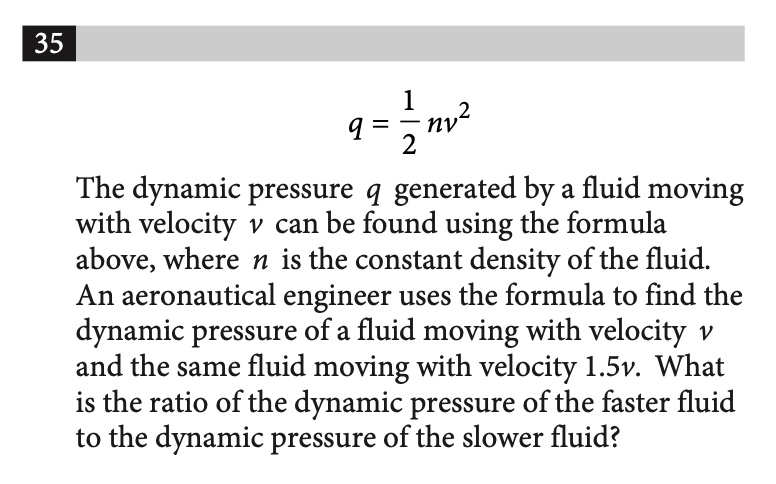 35
q = 1/2 nv²
The dynamic pressure q generated by a fluid moving
with velocity v can be found using the formula
above, where n is the constant density of the fluid.
An aeronautical engineer uses the formula to find the
dynamic pressure of a fluid moving with velocity v
and the same fluid moving with velocity 1.5v. What
is the ratio of the dynamic pressure of the faster fluid
to the dynamic pressure of the slower fluid?